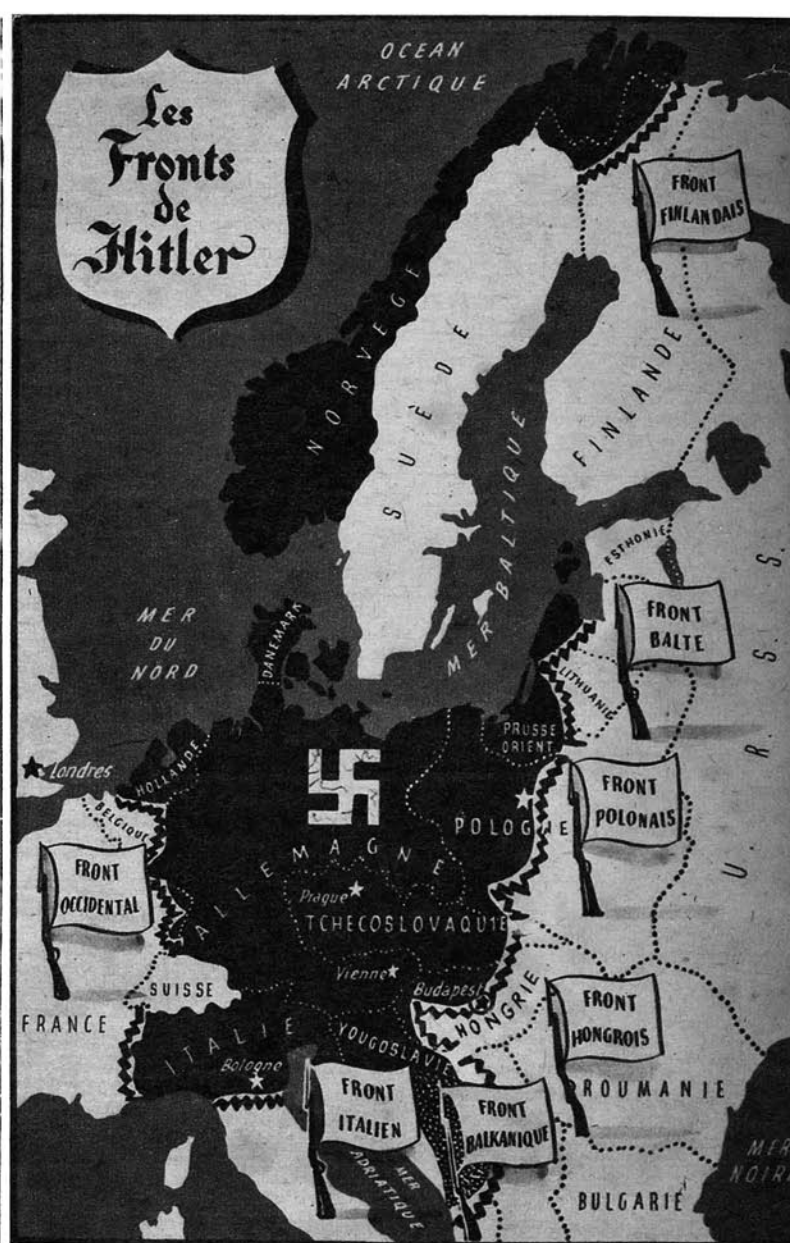 Les
Fronts
de
Hitler
OCEAN
ARCTIQUE
FRONT
FINLANDAIS
NORVEGE
SUÈDE
FINLANDE
MER BALTIQUE
ESTHONIE
MER
DU
NORD
DANEMARK
FRONT
BALTE
LITHUANIE
U.R.S.S.
PRUSSE
ORIENT
Londres
HOLLANDE
BELGIQUE
ALLEMAGNE
POLOGNE
FRONT
POLONAIS
FRONT
OCCIDENTAL
Prague
TCHECOSLOVAQUIE
Vienne
Budapest
HONGRIE
SUISSE
FRANCE
ITALIE
Bologne
YOUGOSLAVIE
FRONT
HONGROIS
ROUMANIE
FRONT
ITALIEN
FRONT
BALKANIQUE
MER
ADRIATIQUE
BULGARIE
MER
NOIRE